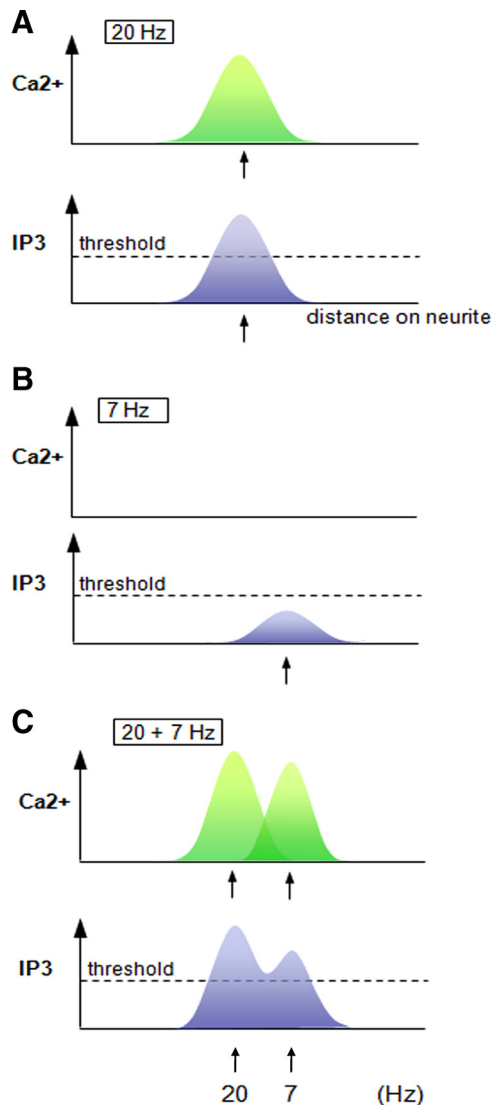 A
20 Hz
Ca2+
threshold
IP3
distance on neurite
B
7 Hz
Ca2+
threshold
IP3
C
20 + 7 Hz
Ca2+
threshold
IP3
20 7 (Hz)